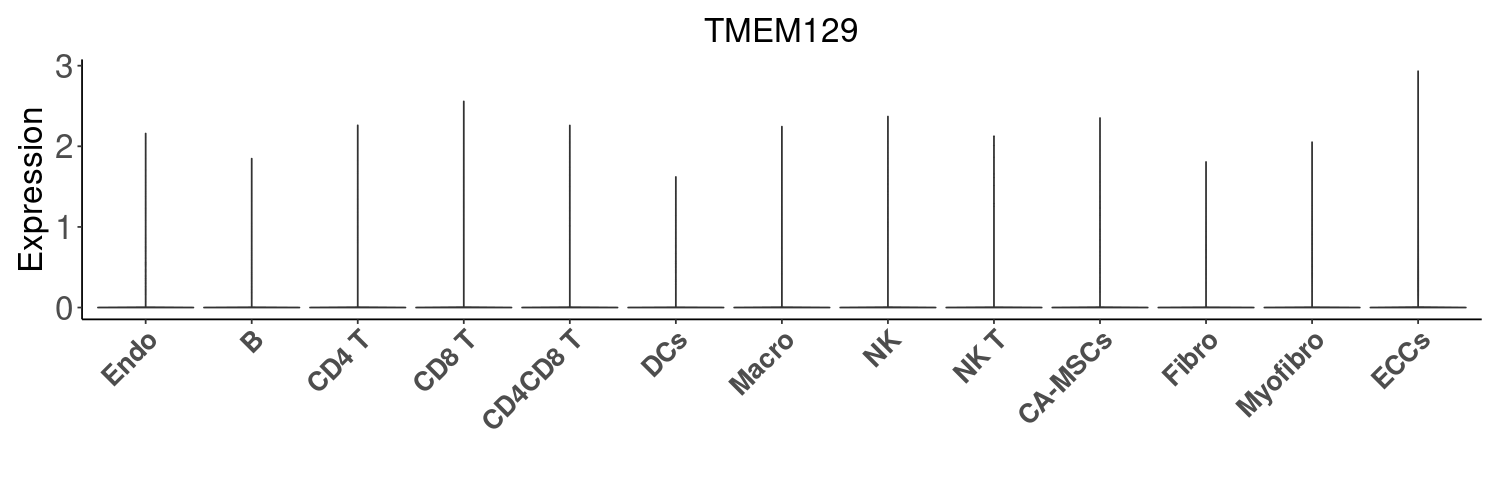 TMEM129
Expression
3
2
1
0
Endo
B
CD4 T
CD8 T
CD4CD8 T
DCs
Macro
NK
NK T
CA-MSCs
Fibro
Myofibro
ECCs